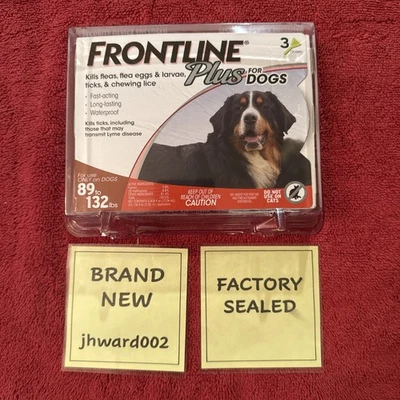 FRONTLINE
Plus FOR DOGS
3
Kills fleas, flea eggs & larvae,
ticks, & chewing lice
- Fast-acting
- Long-lasting
- Waterproof
Kills ticks, including
those that may
transmit Lyme disease
For use
ONLY on DOGS
89 to
132 lbs
KEEP OUT OF
REACH OF CHILDREN
CAUTION
DO NOT
USE ON
CATS
BRAND
NEW
jhward002
FACTORY
SEALED